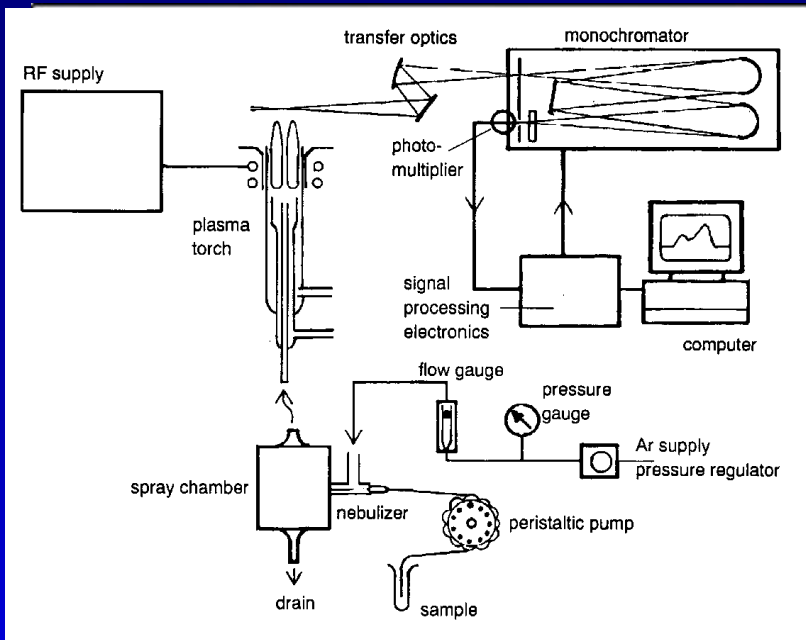 transfer optics
monochromator
RF supply
photo-
multiplier
plasma
torch
signal
processing
electronics
computer
flow gauge
pressure
gauge
Ar supply
pressure regulator
spray chamber
nebulizer
peristaltic pump
drain
sample